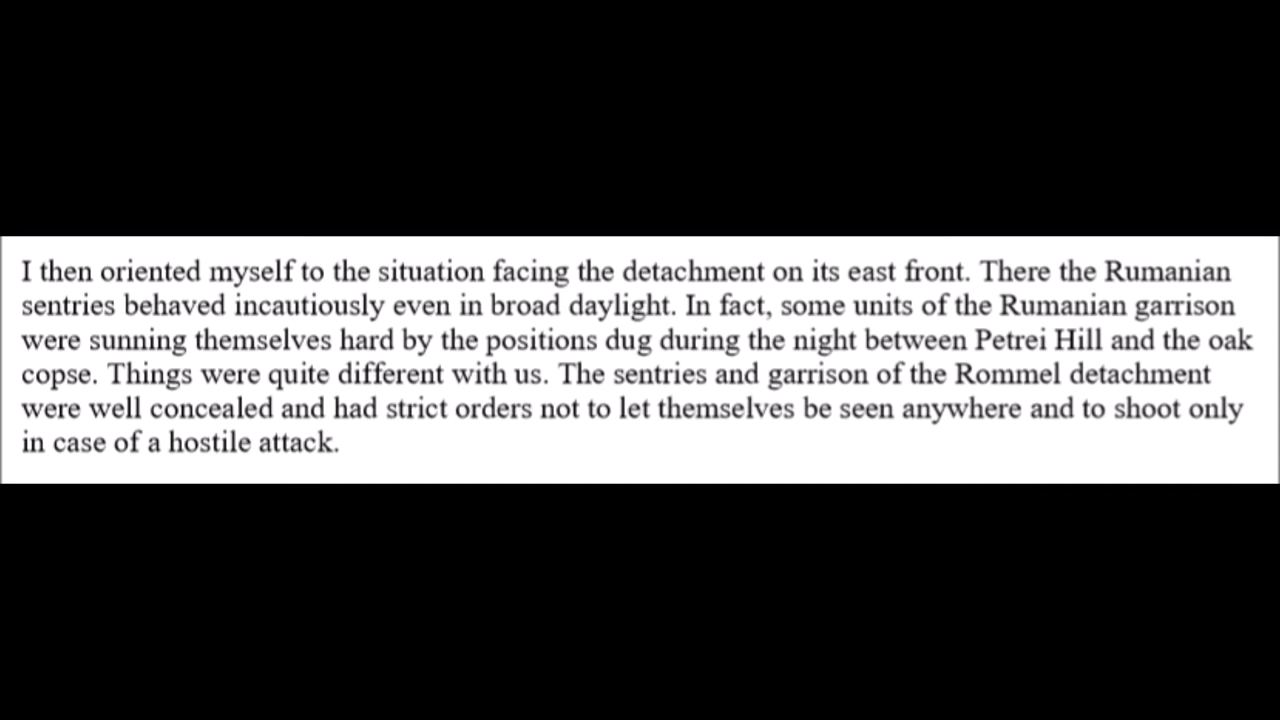 I then oriented myself to the situation facing the detachment on its east front. There the Rumanian
sentries behaved incautiously even in broad daylight. In fact, some units of the Rumanian garrison
were sunning themselves hard by the positions dug during the night between Petrei Hill and the oak
copse. Things were quite different with us. The sentries and garrison of the Rommel detachment
were well concealed and had strict orders not to let themselves be seen anywhere and to shoot only
in case of a hostile attack.